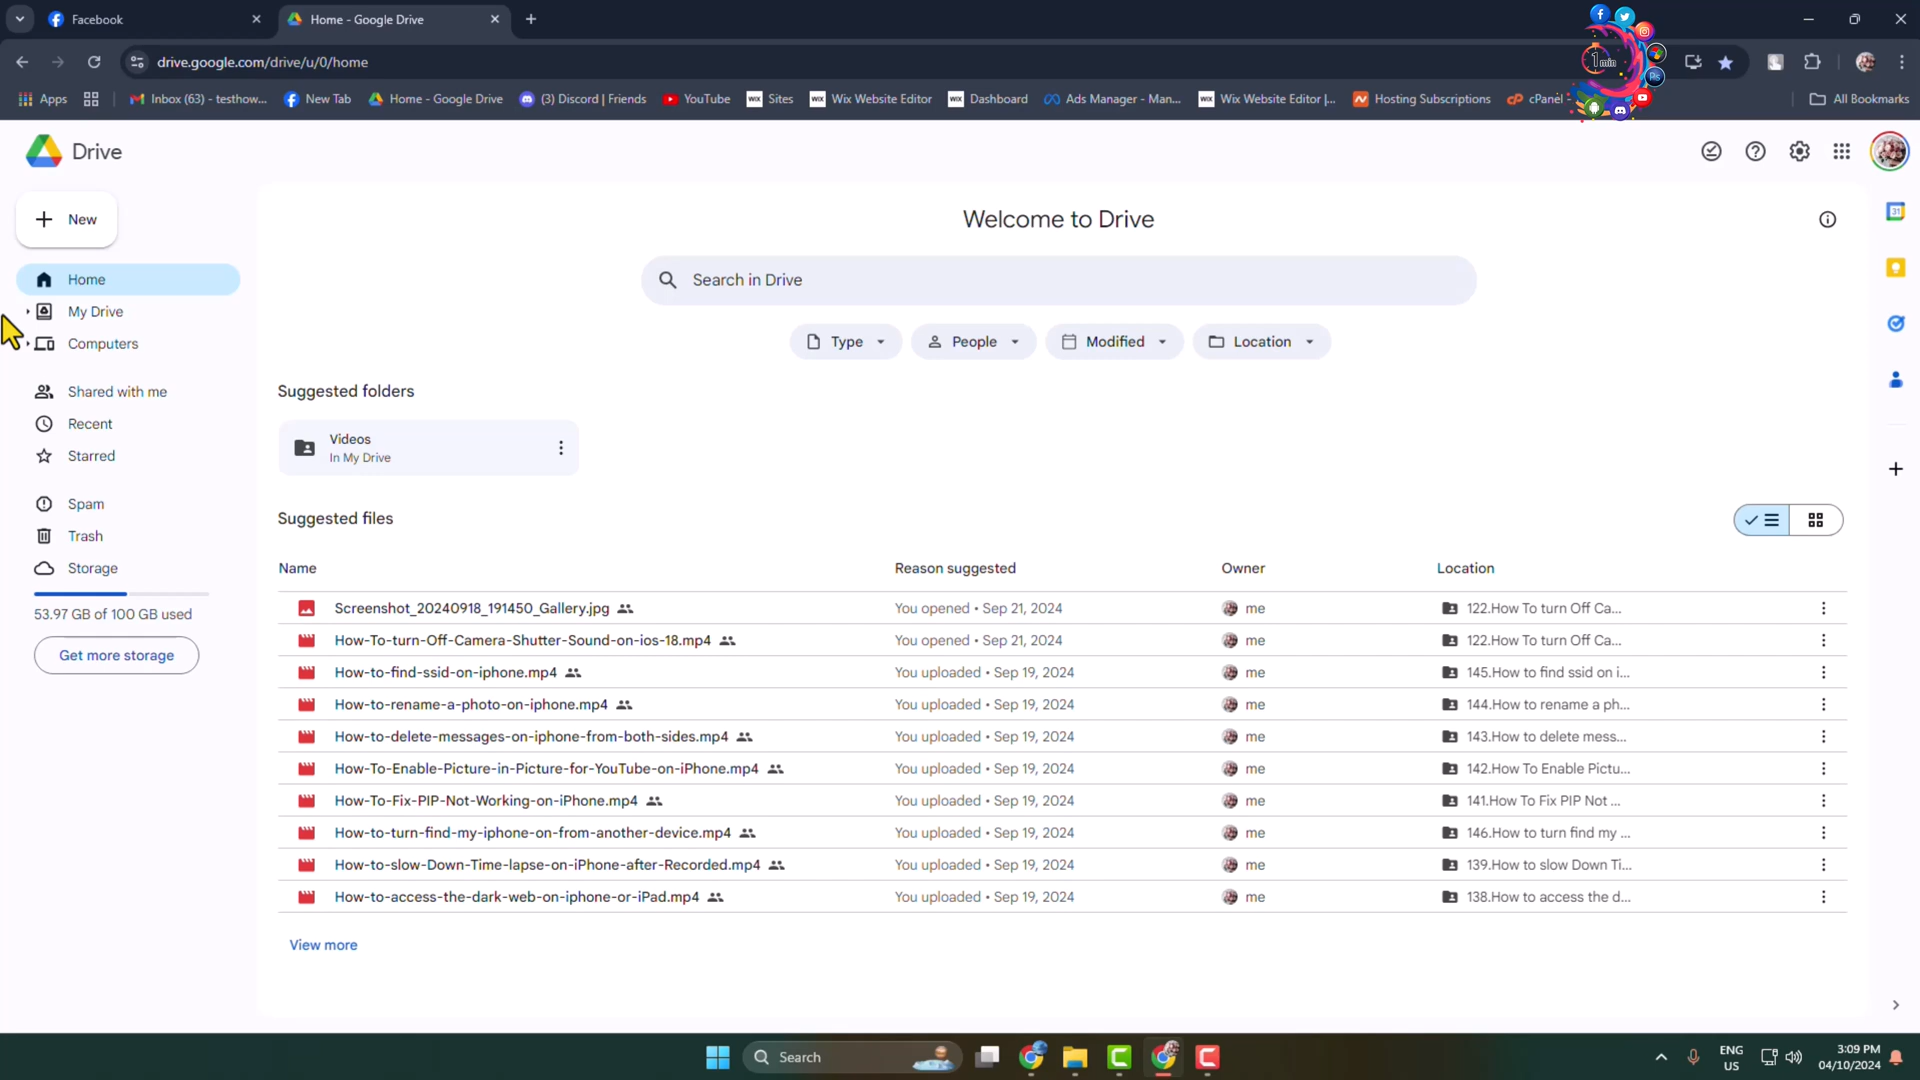 Facebook
Home - Google Drive
drive.google.com/drive/u/0/home
1 min
Ps
Apps
Inbox (63) - testhow...
New Tab
Home - Google Drive
(3) Discord | Friends
YouTube
WIX Sites
WIX Wix Website Editor
WIX Dashboard
Ads Manager - Man...
WIX Wix Website Editor |...
Hosting Subscriptions
cP cPanel -
All Bookmarks
Drive
New
Welcome to Drive
31
Home
Search in Drive
My Drive
Computers
Type
People
Modified
Location
Shared with me
Suggested folders
Recent
Videos
In My Drive
Starred
Spam
Suggested files
Trash
Storage
Name
Reason suggested
Owner
Location
53.97 GB of 100 GB used
Get more storage
Screenshot_20240918_191450_Gallery.jpg You opened • Sep 21, 2024 me 122.How To turn Off Ca...
How-To-turn-Off-Camera-Shutter-Sound-on-ios-18.mp4 You opened • Sep 21, 2024 me 122.How To turn Off Ca...
How-to-find-ssid-on-iphone.mp4 You uploaded • Sep 19, 2024 me 145.How to find ssid on i...
How-to-rename-a-photo-on-iphone.mp4 You uploaded • Sep 19, 2024 me 144.How to rename a ph...
How-to-delete-messages-on-iphone-from-both-sides.mp4 You uploaded • Sep 19, 2024 me 143.How to delete mess...
How-To-Enable-Picture-in-Picture-for-YouTube-on-iPhone.mp4 You uploaded • Sep 19, 2024 me 142.How To Enable Pictu...
How-To-Fix-PIP-Not-Working-on-iPhone.mp4 You uploaded • Sep 19, 2024 me 141.How To Fix PIP Not ...
How-to-turn-find-my-iphone-on-from-another-device.mp4 You uploaded • Sep 19, 2024 me 146.How to turn find my ...
How-to-slow-Down-Time-lapse-on-iPhone-after-Recorded.mp4 You uploaded • Sep 19, 2024 me 139.How to slow Down Ti...
How-to-access-the-dark-web-on-iphone-or-iPad.mp4 You uploaded • Sep 19, 2024 me 138.How to access the d...
View more
Search
ENG
US
3:09 PM
04/10/2024